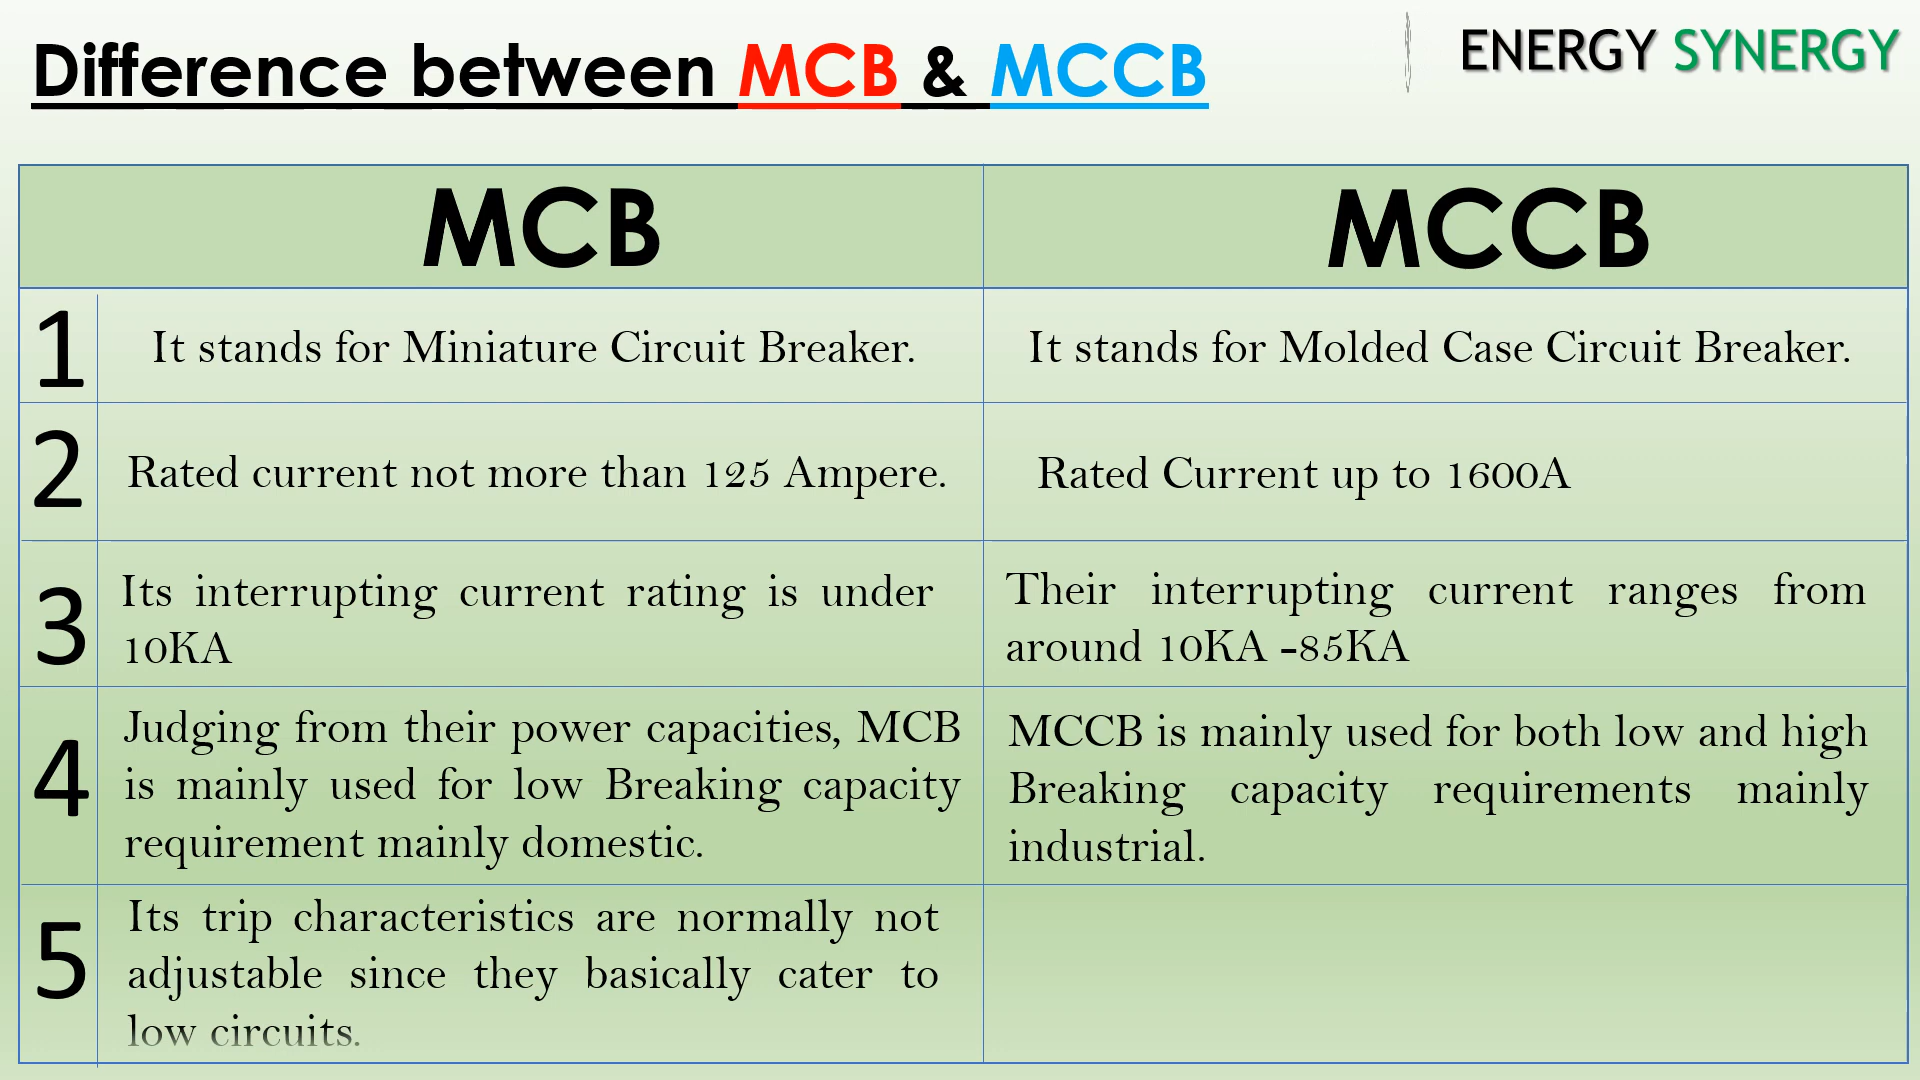 Difference between MCB & MCCB
ENERGY SYNERGY
MCB
MCCB
1
It stands for Miniature Circuit Breaker.
It stands for Molded Case Circuit Breaker.
2
Rated current not more than 125 Ampere.
Rated Current up to 1600A
3
Its interrupting current rating is under
10KA
Their interrupting current ranges from
around 10KA -85KA
4
Judging from their power capacities, MCB
is mainly used for low Breaking capacity
requirement mainly domestic.
MCCB is mainly used for both low and high
Breaking capacity requirements mainly
industrial.
5
Its trip characteristics are normally not
adjustable since they basically cater to
low circuits.